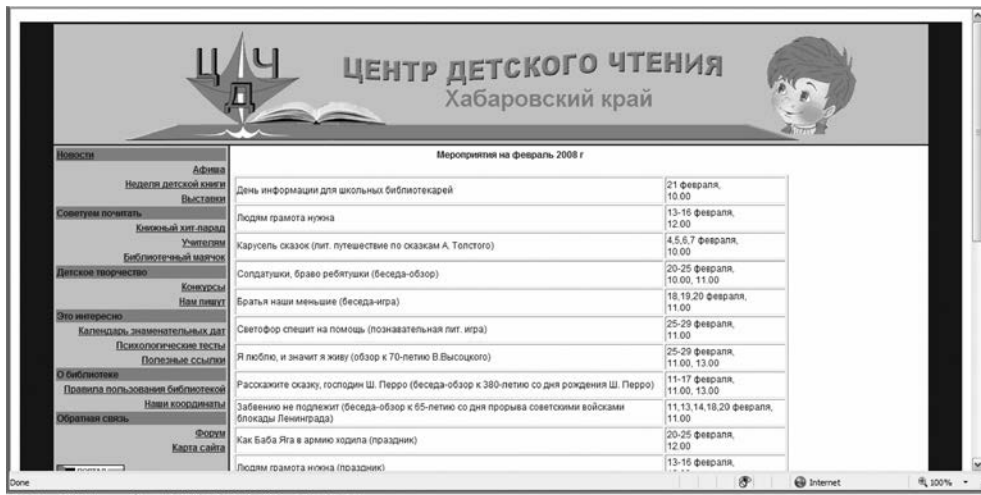 ЦДЧ
ЦЕНТР ДЕТСКОГО ЧТЕНИЯ
Хабаровский край
Новости
Афиша
Неделя детской книги
Выставки
Советуем почитать
Книжный хит-парад
Учителям
Библиотечный маячок
Детское творчество
Конкурсы
Нам пишут
Это интересно
Календарь знаменательных дат
Психологические тесты
Полезные ссылки
О библиотеке
Правила пользования библиотекой
Наши координаты
Обратная связь
Форум
Карта сайта
Мероприятия на февраль 2008 г
День информации для школьных библиотекарей
21 февраля,
10.00
Людям грамота нужна
13-16 февраля,
12.00
Карусель сказок (лит. путешествие по сказкам А. Толстого)
4,5,6,7 февраля,
10.00
Солдатушки, браво ребятушки (беседа-обзор)
20-25 февраля,
10.00, 11.00
Братья наши меньшие (беседа-игра)
18,19,20 февраля,
11.00
Светофор спешит на помощь (познавательная лит. игра)
25-29 февраля,
11.00
Я люблю, и значит я живу (обзор к 70-летию В.Высоцкого)
25-29 февраля,
11.00, 13.00
Расскажите сказку, господин Ш. Перро (беседа-обзор к 380-летию со дня рождения Ш. Перро)
11-17 февраля,
11.00, 13.00
Забвению не подлежит (беседа-обзор к 65-летию со дня прорыва советскими войсками
блокады Ленинграда)
11,13,14,18,20 февраля,
11.00
Как Баба Яга в армию ходила (праздник)
20-25 февраля,
12.00
Людям грамота нужна (праздник)
13-16 февраля,
Done
Internet
100%